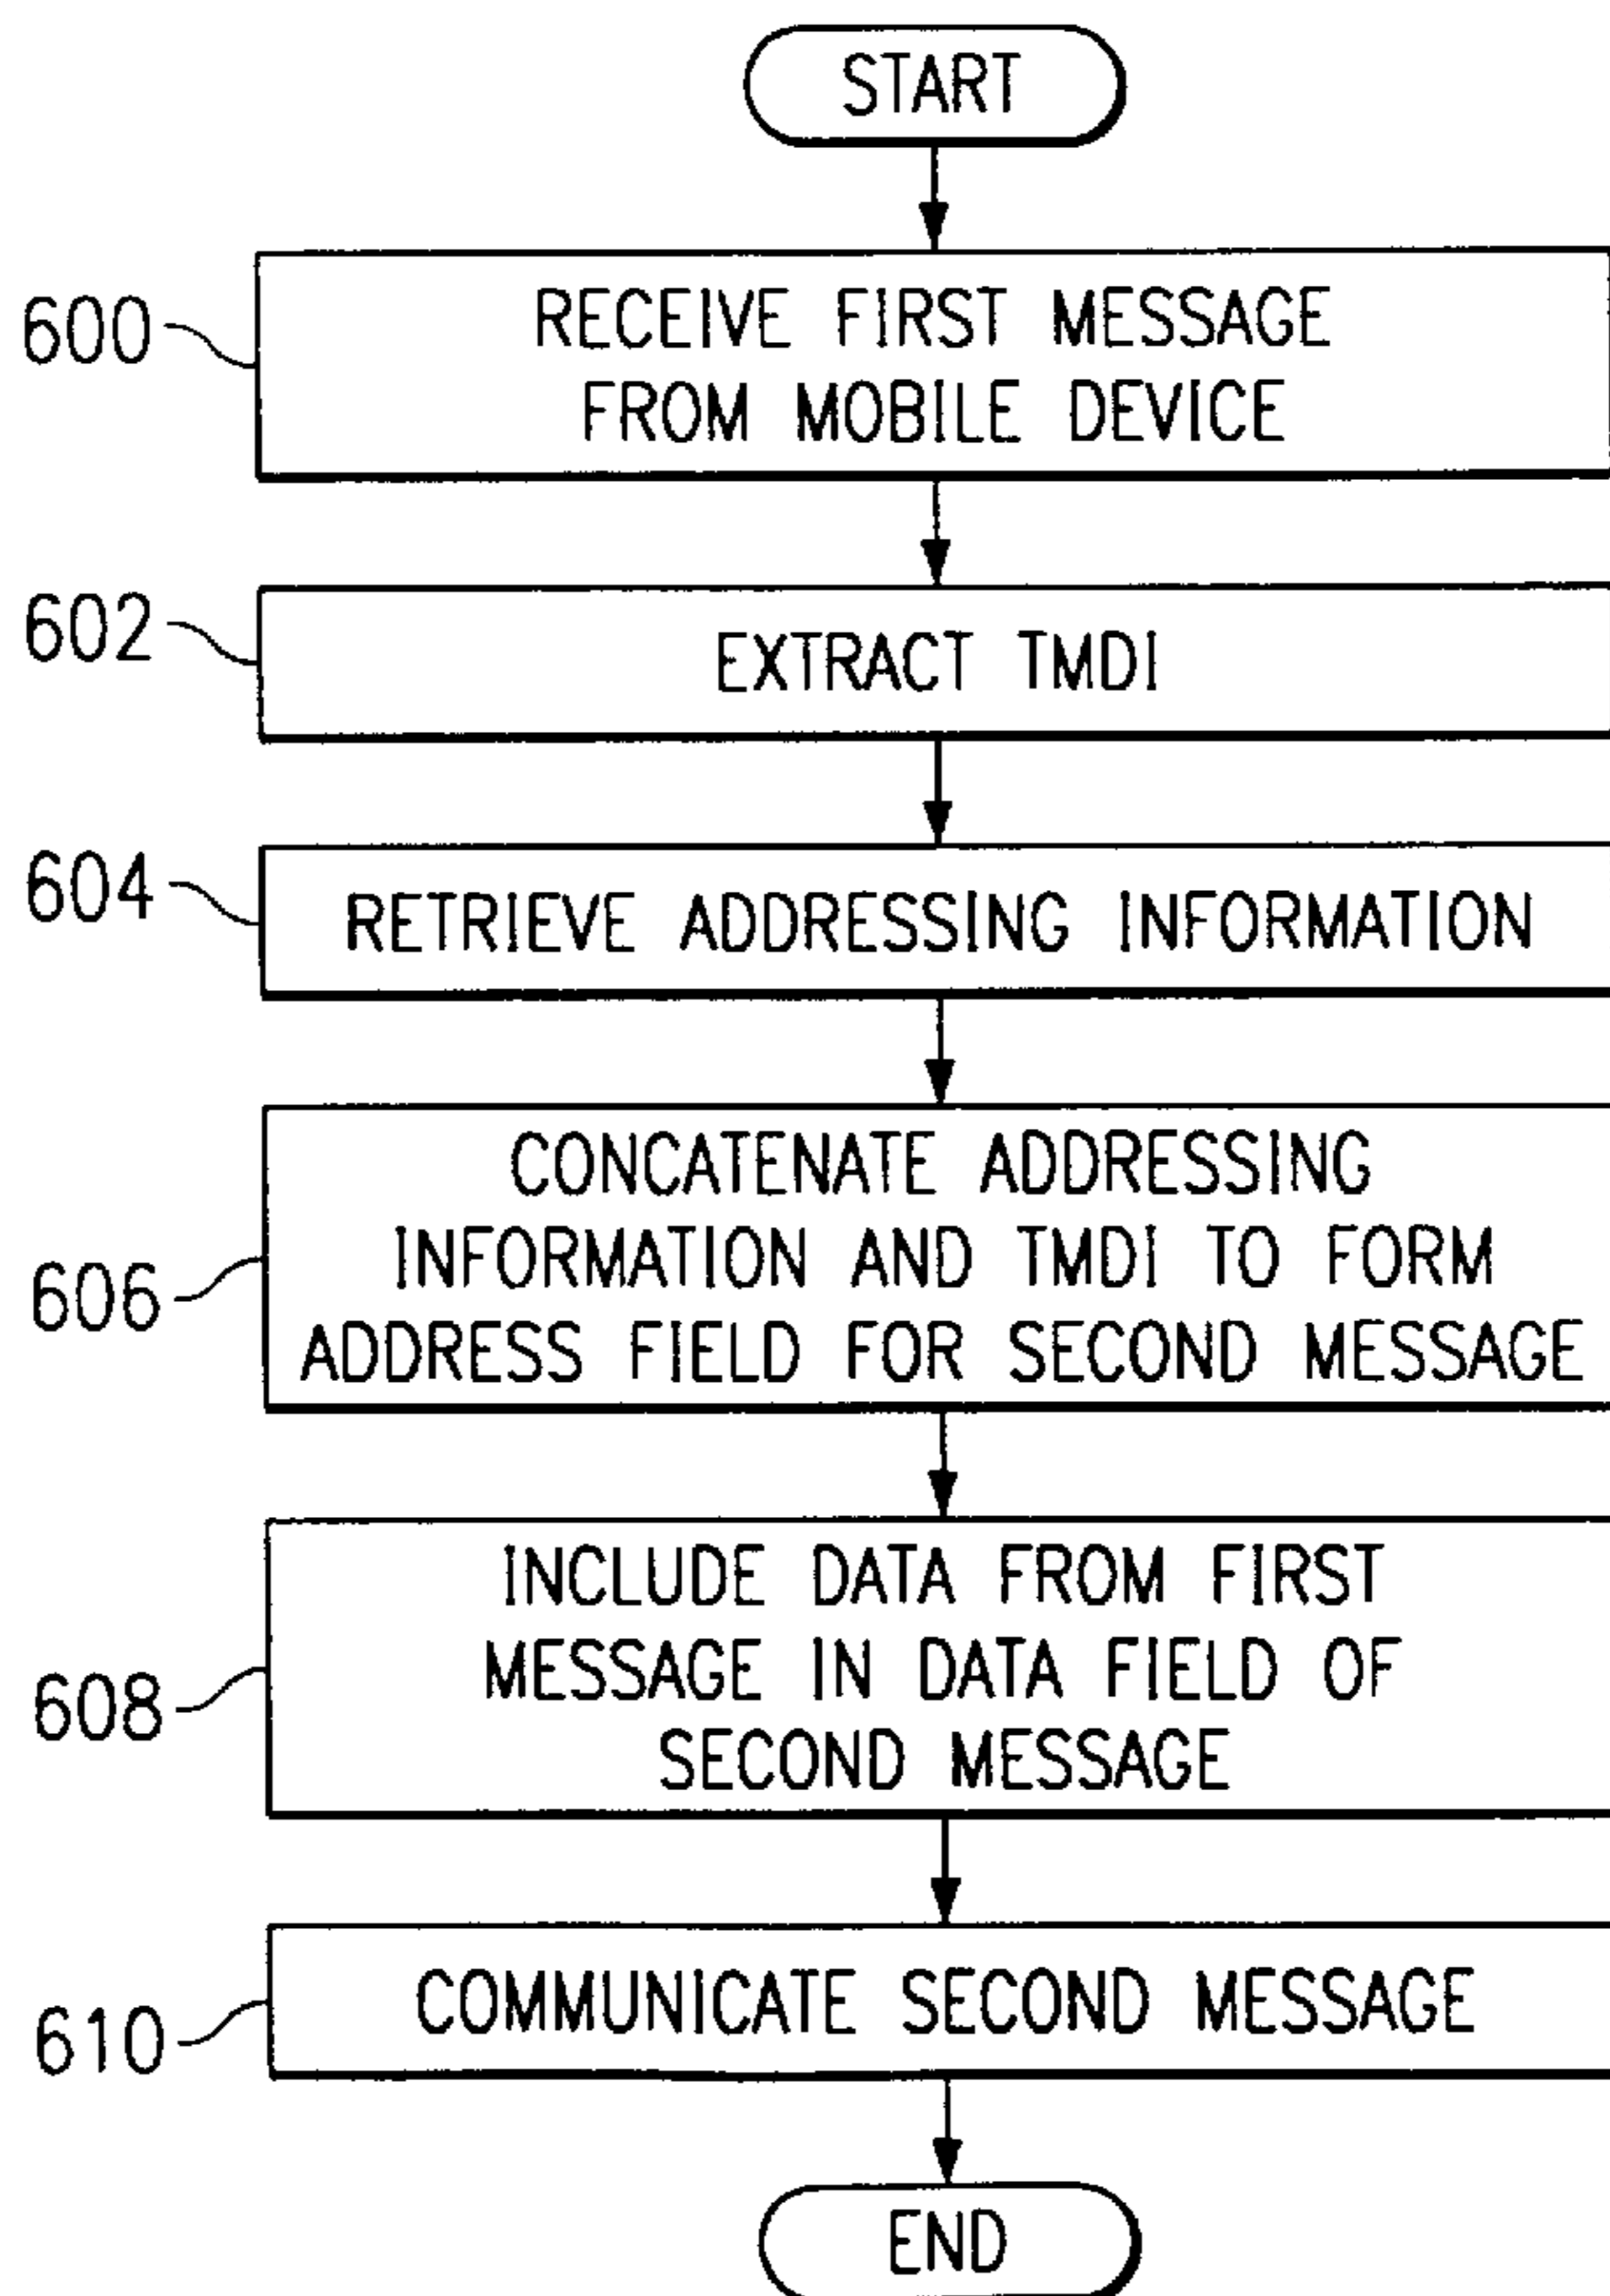 START
600
RECEIVE FIRST MESSAGE
FROM MOBILE DEVICE
602
EXTRACT TMDI
604
RETRIEVE ADDRESSING INFORMATION
606
CONCATENATE ADDRESSING
INFORMATION AND TMDI TO FORM
ADDRESS FIELD FOR SECOND MESSAGE
608
INCLUDE DATA FROM FIRST
MESSAGE IN DATA FIELD OF
SECOND MESSAGE
610
COMMUNICATE SECOND MESSAGE
END